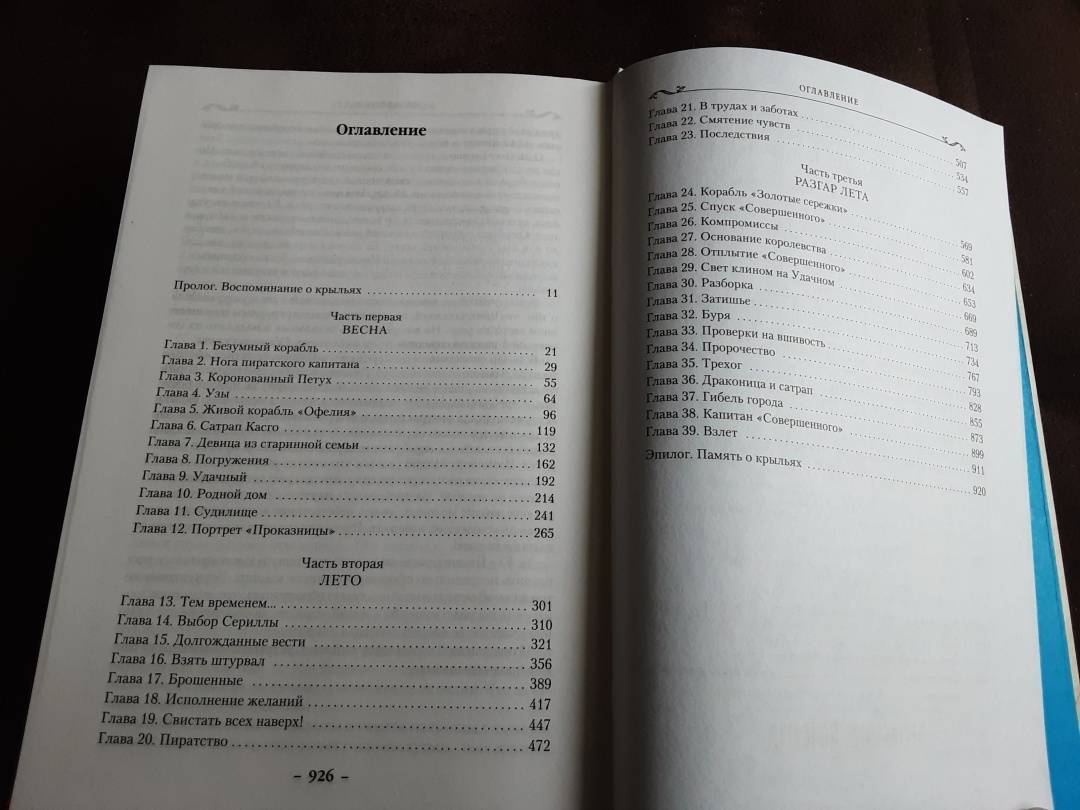 Оглавление
Пролог. Воспоминание о крыльях 11
Часть первая
ВЕСНА
Глава 1. Безумный корабль 21
Глава 2. Нога пиратского капитана 29
Глава 3. Коронованный Петух 55
Глава 4. Узы 64
Глава 5. Живой корабль «Офелия» 96
Глава 6. Сатрап Касго 119
Глава 7. Девица из старинной семьи 132
Глава 8. Погружения 162
Глава 9. Удачный 192
Глава 10. Родной дом 214
Глава 11. Судилище 241
Глава 12. Портрет «Проказницы» 265
Часть вторая
ЛЕТО
Глава 13. Тем временем... 301
Глава 14. Выбор Сериллы 310
Глава 15. Долгожданные вести 321
Глава 16. Взять штурвал 356
Глава 17. Брошенные 389
Глава 18. Исполнение желаний 417
Глава 19. Свистать всех наверх! 447
Глава 20. Пиратство 472
– 926 –
ОГЛАВЛЕНИЕ
Глава 21. В трудах и заботах 507
Глава 22. Смятение чувств 534
Глава 23. Последствия 557
Часть третья
РАЗГАР ЛЕТА
Глава 24. Корабль «Золотые сережки» 569
Глава 25. Спуск «Совершенного» 581
Глава 26. Компромиссы 602
Глава 27. Основание королевства 634
Глава 28. Отплытие «Совершенного» 653
Глава 29. Свет клином на Удачном 669
Глава 30. Разборка 689
Глава 31. Затишье 713
Глава 32. Буря 734
Глава 33. Проверки на вшивость 767
Глава 34. Пророчество 793
Глава 35. Трехог 828
Глава 36. Драконица и сатрап 855
Глава 37. Гибель города 873
Глава 38. Капитан «Совершенного» 899
Глава 39. Взлет 911
Эпилог. Память о крыльях 920